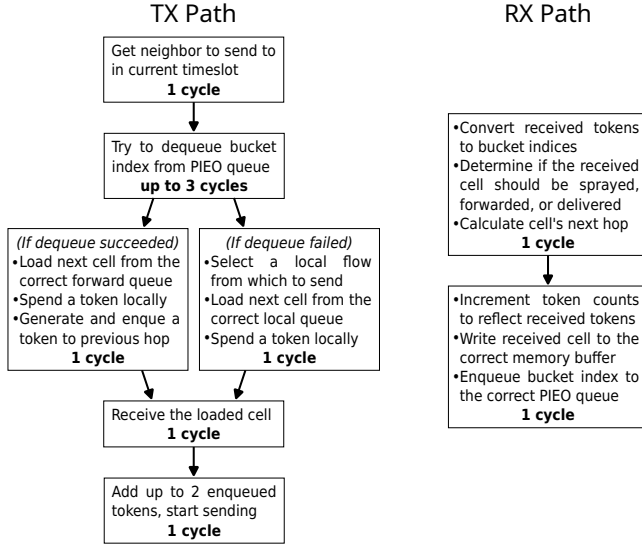 TX Path
Get neighbor to send to
in current timeslot
1 cycle
Try to dequeue bucket
index from PIEO queue
up to 3 cycles
(If dequeue succeeded)
•Load next cell from the
correct forward queue
•Spend a token locally
•Generate and enque a
token to previous hop
1 cycle
(If dequeue failed)
•Select a local flow
from which to send
•Load next cell from the
correct local queue
•Spend a token locally
1 cycle
Receive the loaded cell
1 cycle
Add up to 2 enqueued
tokens, start sending
1 cycle
RX Path
•Convert received tokens
to bucket indices
•Determine if the received
cell should be sprayed,
forwarded, or delivered
•Calculate cell's next hop
1 cycle
•Increment token counts
to reflect received tokens
•Write received cell to the
correct memory buffer
•Enqueue bucket index to
the correct PIEO queue
1 cycle